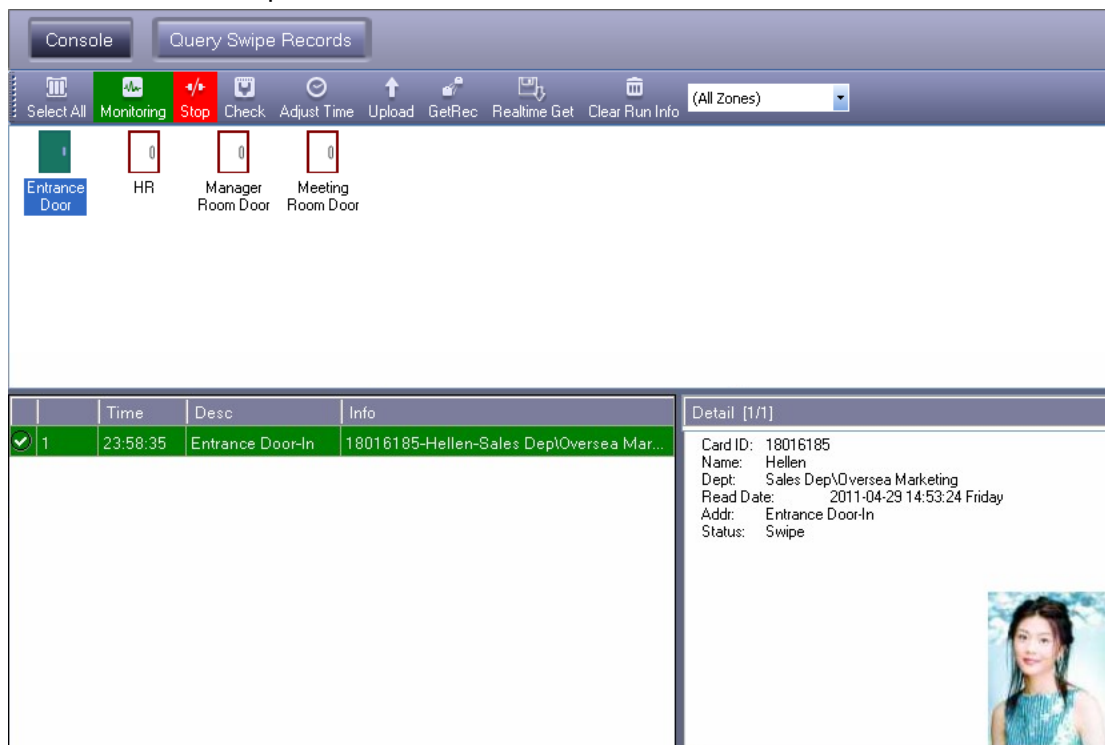 Console Query Swipe Records
Select All Monitoring Stop Check Adjust Time Upload GetRec Realtime Get Clear Run Info (All Zones)
Entrance Door
HR
Manager Room Door
Meeting Room Door
Time Desc Info
1 23:58:35 Entrance Door-In 18016185-Hellen-Sales Dep\Oversea Mar...
Detail [1/1]
Card ID: 18016185
Name: Hellen
Dept: Sales Dep\Oversea Marketing
Read Date: 2011-04-29 14:53:24 Friday
Addr: Entrance Door-In
Status: Swipe